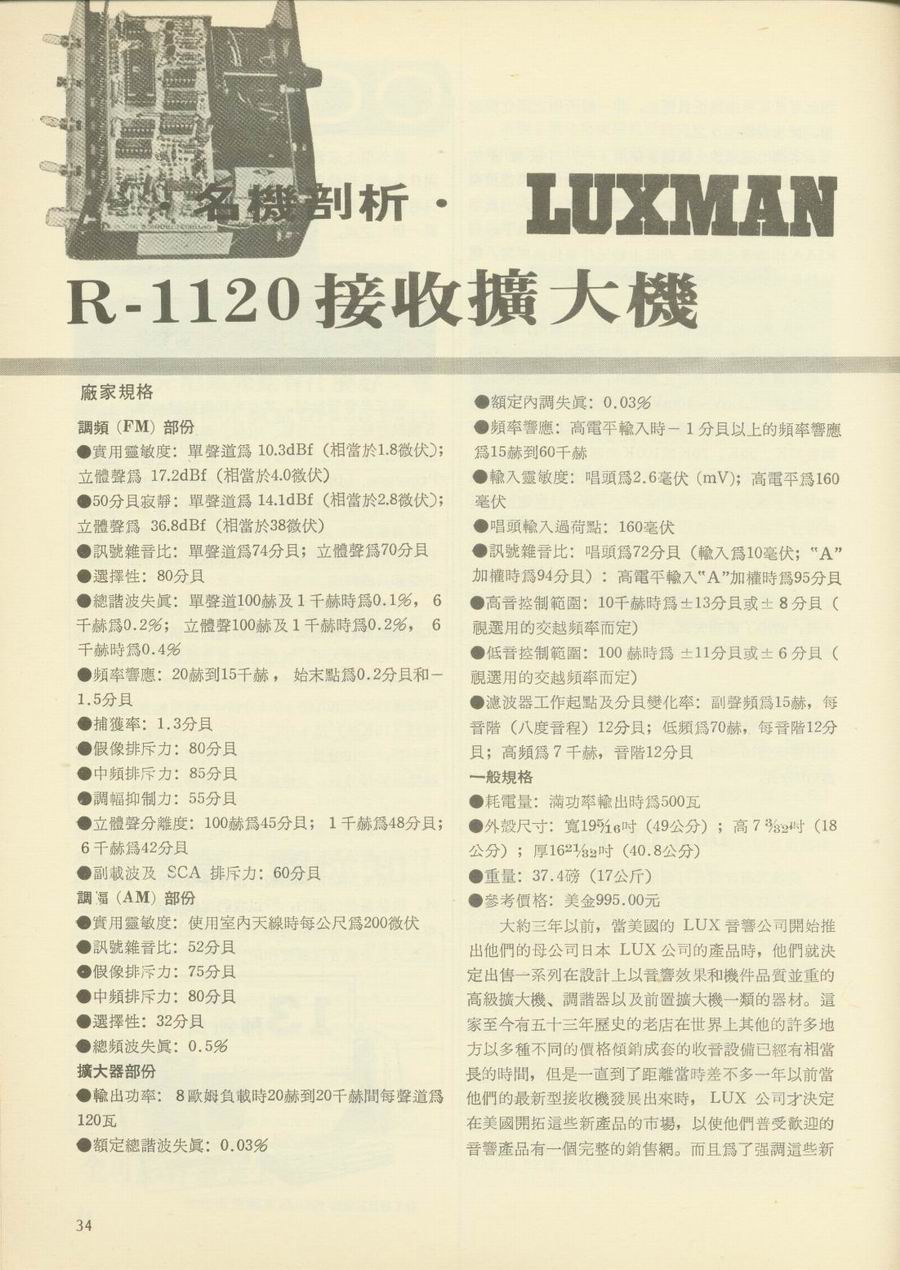 ·名機剖析·
LUXMAN
R-1120接收擴大機
廠家規格
調頻（FM）部份
●實用靈敏度：單聲道爲 10.3dBf（相當於1.8微伏）；
立體聲爲 17.2dBf（相當於4.0微伏）
●50分貝寂靜：單聲道爲 14.1dBf（相當於2.8微伏）；
立體聲爲 36.8dBf（相當於38微伏）
●訊號雜音比：單聲道爲74分貝；立體聲爲70分貝
●選擇性：80分貝
●總諧波失眞：單聲道100赫及1千赫時爲0.1%，6
千赫爲0.2%；立體聲100赫及1千赫時爲0.2%，6
千赫時爲0.4%
●頻率響應：20赫到15千赫，始末點爲0.2分貝和－
1.5分貝
●捕獲率：1.3分貝
●假像排斥力：80分貝
●中頻排斥力：85分貝
●調幅抑制力：55分貝
●立體聲分離度：100赫爲45分貝；1千赫爲48分貝；
6千赫爲42分貝
●副載波及 SCA 排斥力：60分貝
調幅（AM）部份
●實用靈敏度：使用室內天線時每公尺爲200微伏
●訊號雜音比：52分貝
●假像排斥力：75分貝
●中頻排斥力：80分貝
●選擇性：32分貝
●總頻波失眞：0.5%
擴大器部份
●輸出功率：8歐姆負載時20赫到20千赫間每聲道爲
120瓦
●額定總諧波失眞：0.03%
●額定內調失眞：0.03%
●頻率響應：高電平輸入時－1分貝以上的頻率響應
爲15赫到60千赫
●輸入靈敏度：唱頭爲2.6毫伏（mV）；高電平爲160
毫伏
●唱頭輸入過荷點：160毫伏
●訊號雜音比：唱頭爲72分貝（輸入爲10毫伏；"A"
加權時爲94分貝）：高電平輸入"A"加權時爲95分貝
●高音控制範圍：10千赫時爲±13分貝或±8分貝（
視選用的交越頻率而定）
●低音控制範圍：100赫時爲±11分貝或±6分貝（
視選用的交越頻率而定）
●濾波器工作起點及分貝變化率：副聲頻爲15赫，每
音階（八度音程）12分貝；低頻爲70赫，每音階12分
貝；高頻爲7千赫，音階12分貝
一般規格
●耗電量：滿功率輸出時爲500瓦
●外殼尺寸：寬19 5/16吋（49公分）；高7 3/32吋（18
公分）；厚16 21/32吋（40.8公分）
●重量：37.4磅（17公斤）
●參考價格：美金995.00元
大約三年以前，當美國的 LUX 音響公司開始推
出他們的母公司日本 LUX 公司的產品時，他們就決
定出售一系列在設計上以音響效果和機件品質並重的
高級擴大機、調諧器以及前置擴大機一類的器材。這
家至今有五十三年歷史的老店在世界上其他的許多地
方以多種不同的價格傾銷成套的收音設備已經有相當
長的時間，但是一直到了距離當時差不多一年以前當
他們的最新型接收機發展出來時，LUX 公司才決定
在美國開拓這些新產品的市場，以使他們普受歡迎的
音響產品有一個完整的銷售網。而且爲了强調這些新
34